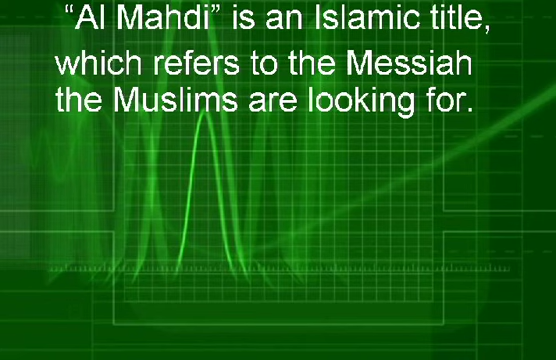 “Al Mahdi” is an Islamic title,
which refers to the Messiah
the Muslims are looking for.